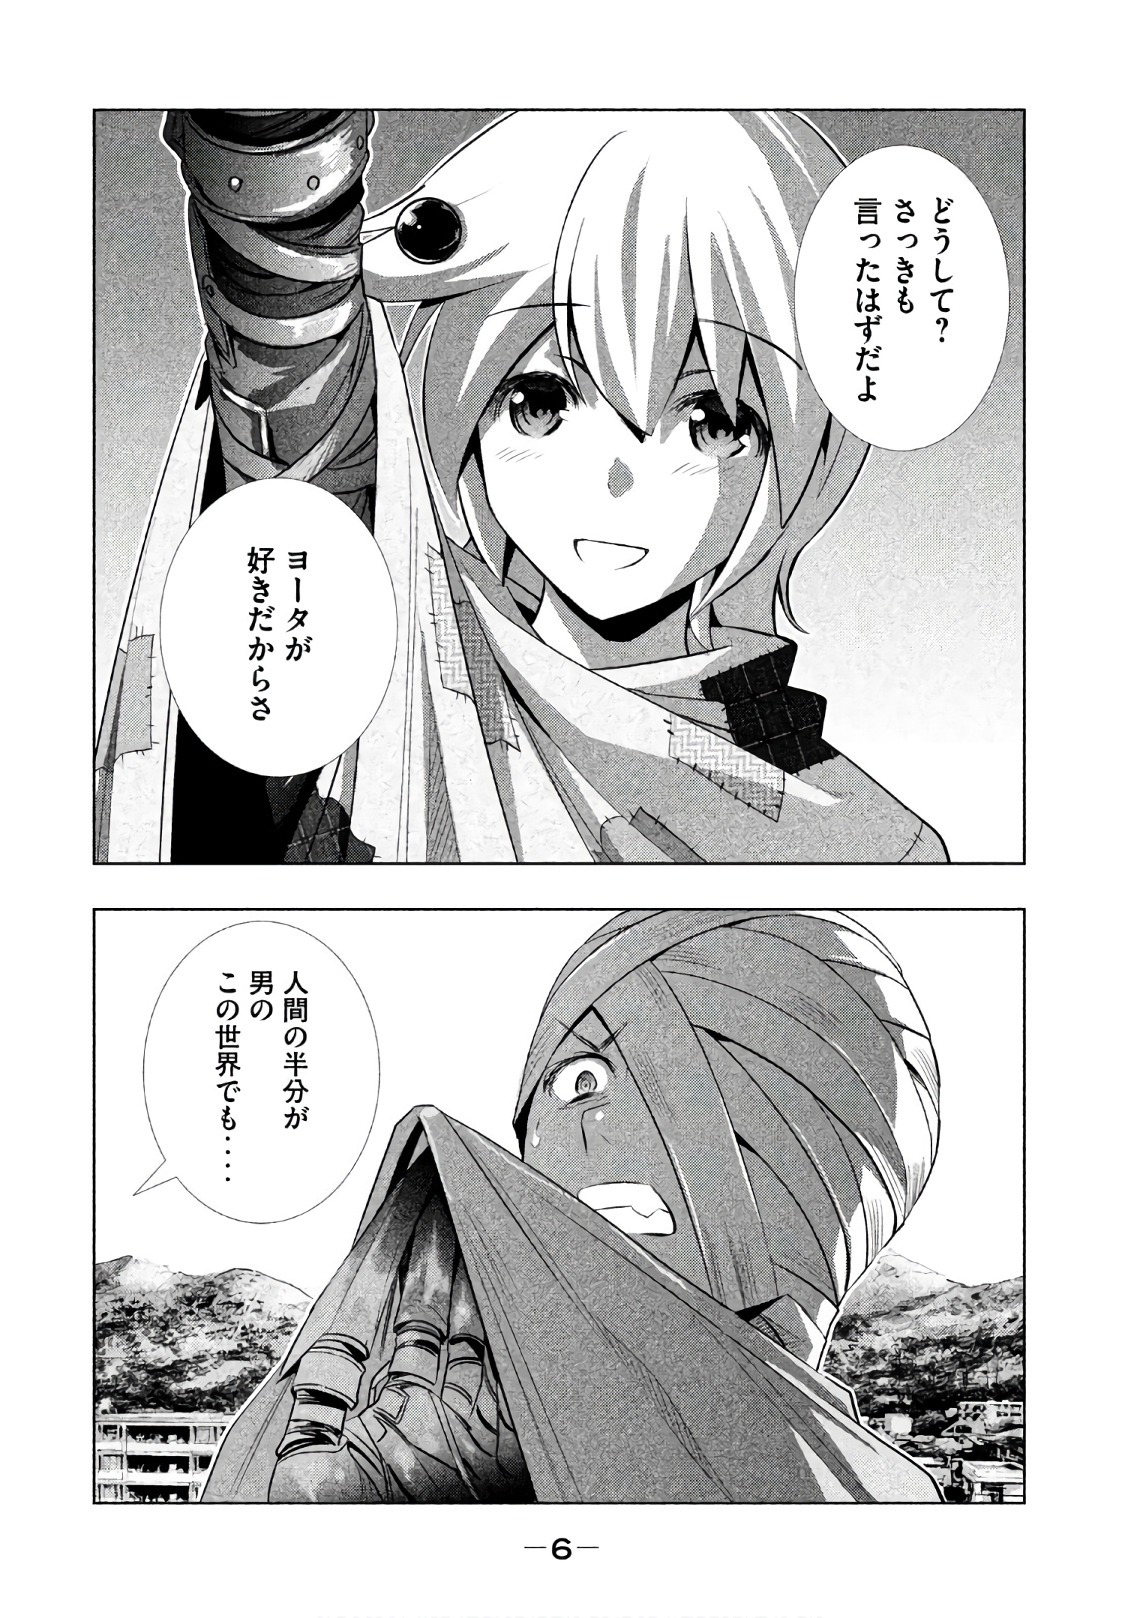 どうして？
さっきも
言ったはずだよ
ヨータが
好きだからさ
人間の半分が
男の
この世界でも‥‥
—6—